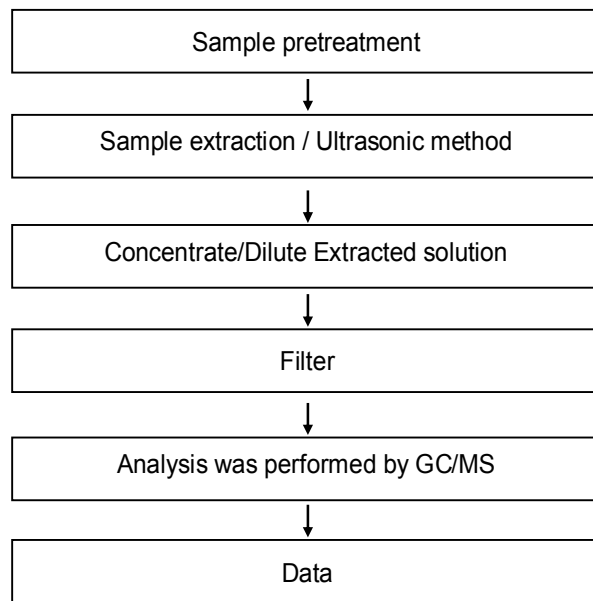 Sample pretreatment
Sample extraction / Ultrasonic method
Concentrate/Dilute Extracted solution
Filter
Analysis was performed by GC/MS
Data